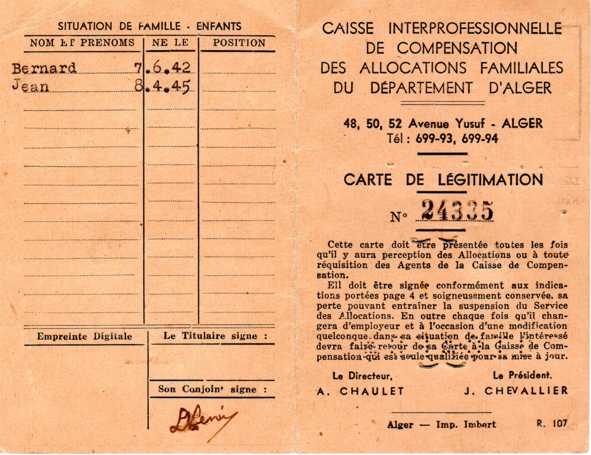 SITUATION DE FAMILLE - ENFANTS
NOM ET PRENOMS NE LE POSITION
Bernard 7.6.42
Jean 8.4.45
Empreinte Digitale Le Titulaire signe :
Son Conjoint signe :
CAISSE INTERPROFESSIONNELLE
DE COMPENSATION
DES ALLOCATIONS FAMILIALES
DU DÉPARTEMENT D'ALGER
48, 50, 52 Avenue Yusuf - ALGER
Tél : 699-93, 699-94
CARTE DE LÉGITIMATION
N° 24335
Cette carte doit être présentée toutes les fois
qu'il y aura perception des Allocations ou à toute
réquisition des Agents de la Caisse de Compen-
sation.
Ell doit être signée conformément aux indica-
tions portées page 4 et soigneusement conservée, sa
perte pouvant entraîner la suspension du Service
des Allocations. En outre chaque fois qu'il chan-
gera d'employeur et à l'occasion d'une modification
quelconque dans sa situation de famille l'intéressé
devra faire retour de sa Carte à la Caisse de Com-
pensation qui est seule qualifiée pour sa mise à jour.
Le Directeur, Le Président.
A. CHAULET J. CHEVALLIER
Alger — Imp. Imbert R. 107